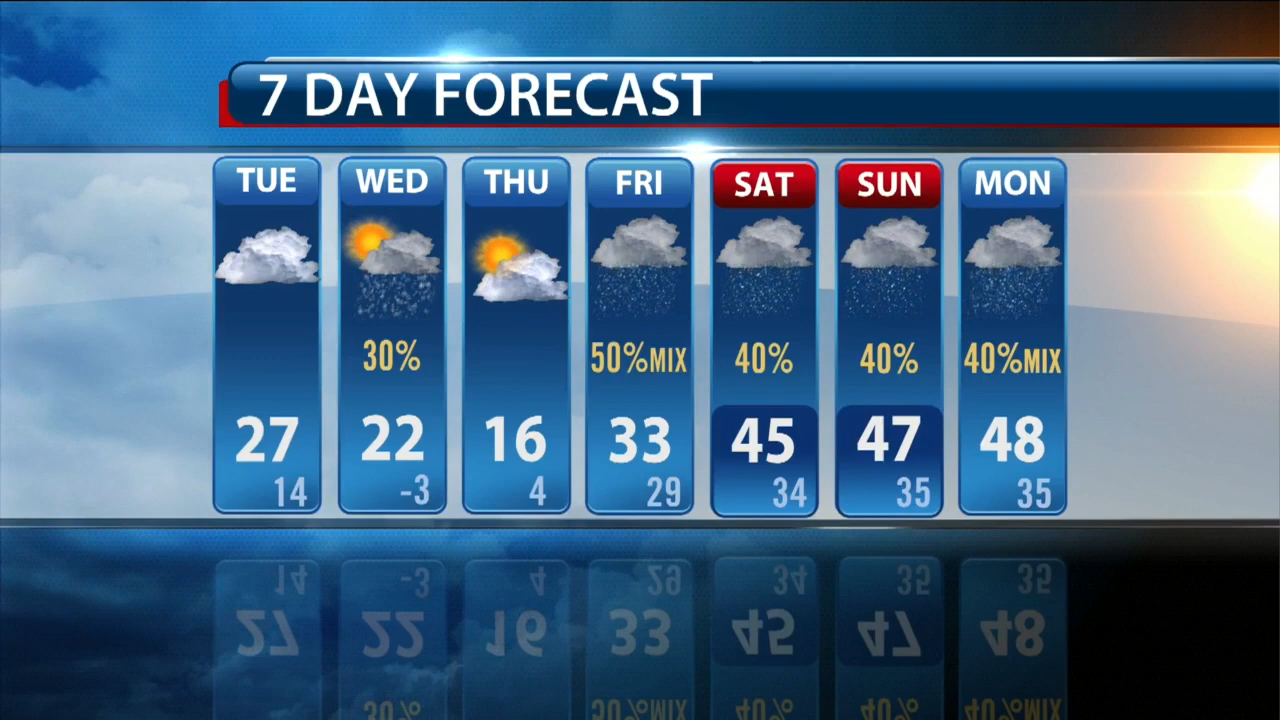 7 DAY FORECAST
TUE WED THU FRI SAT SUN MON
30% 50%MIX 40% 40% 40%MIX
27 22 16 33 45 47 48
14 -3 4 29 34 35 35